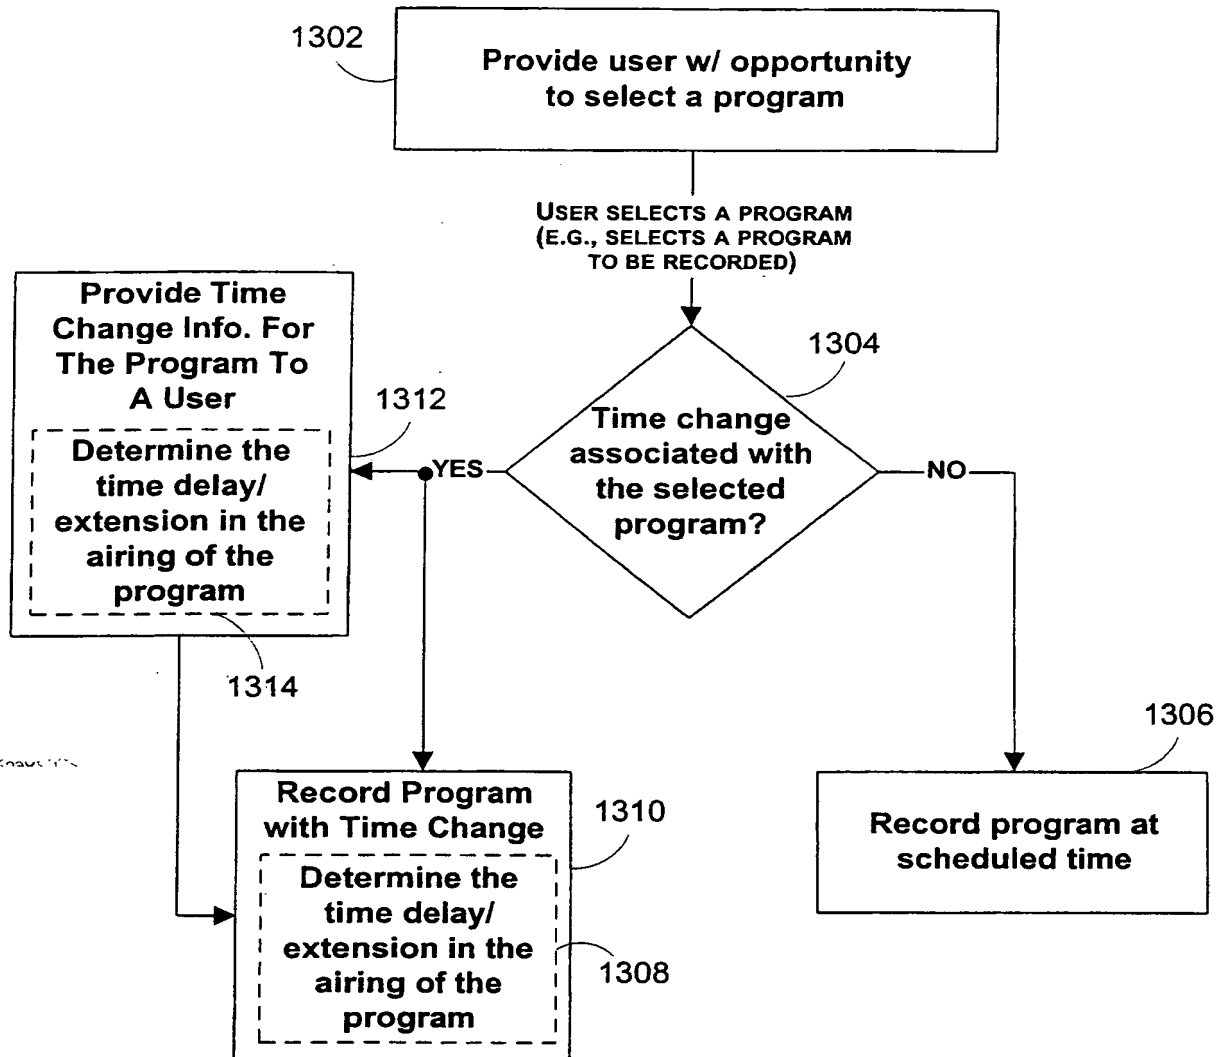 1302
Provide user w/ opportunity
to select a program
USER SELECTS A PROGRAM
(E.G., SELECTS A PROGRAM
TO BE RECORDED)
Provide Time
Change Info. For
The Program To
A User
1312
Determine the
time delay/
extension in the
airing of the
program
1314
YES
1304
Time change
associated with
the selected
program?
NO
1306
Record program at
scheduled time
Record Program
with Time Change
1310
Determine the
time delay/
extension in the
airing of the
program
1308